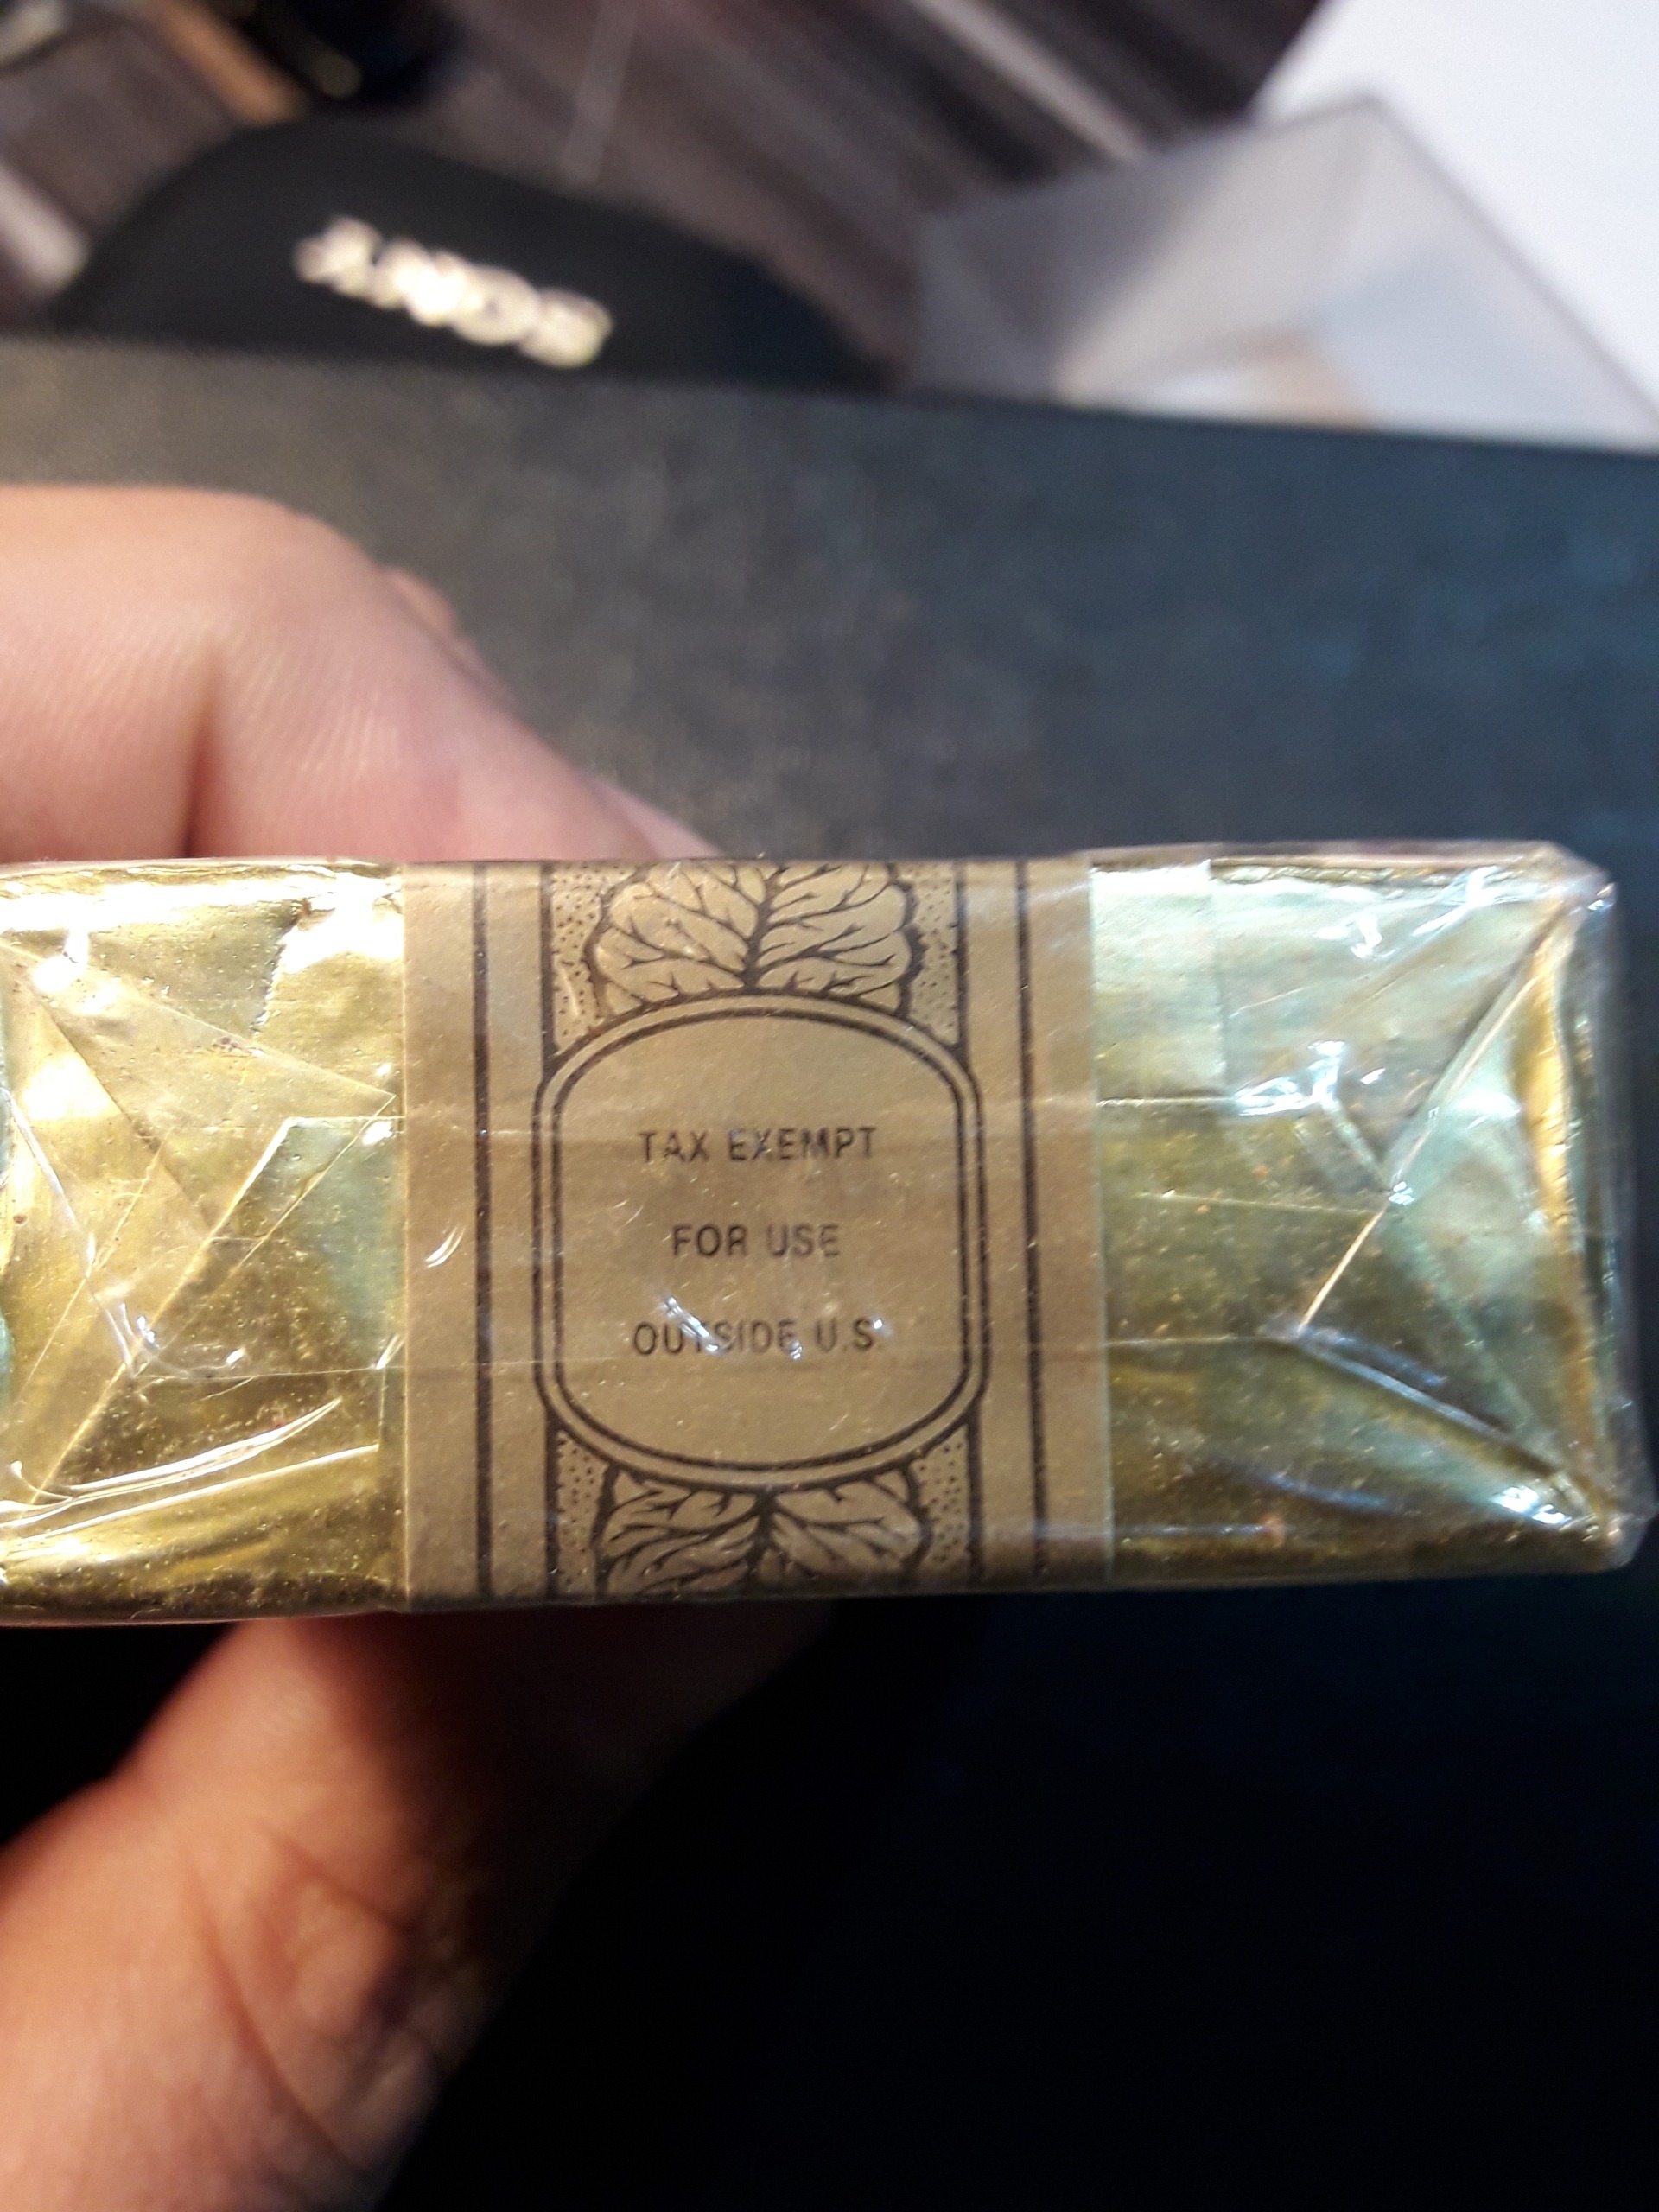 TAX EXEMPT
FOR USE
OUTSIDE U.S.